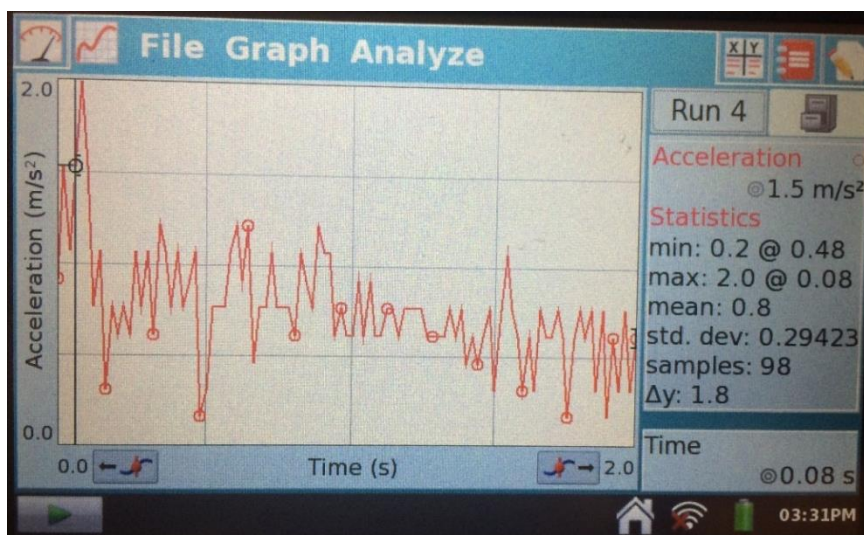 File Graph Analyze
X Y
2.0
Acceleration (m/s²)
0.0
0.0
Time (s)
2.0
Run 4
Acceleration
1.5 m/s²
Statistics
min: 0.2 @ 0.48
max: 2.0 @ 0.08
mean: 0.8
std. dev: 0.29423
samples: 98
Δy: 1.8
Time
0.08 s
03:31PM